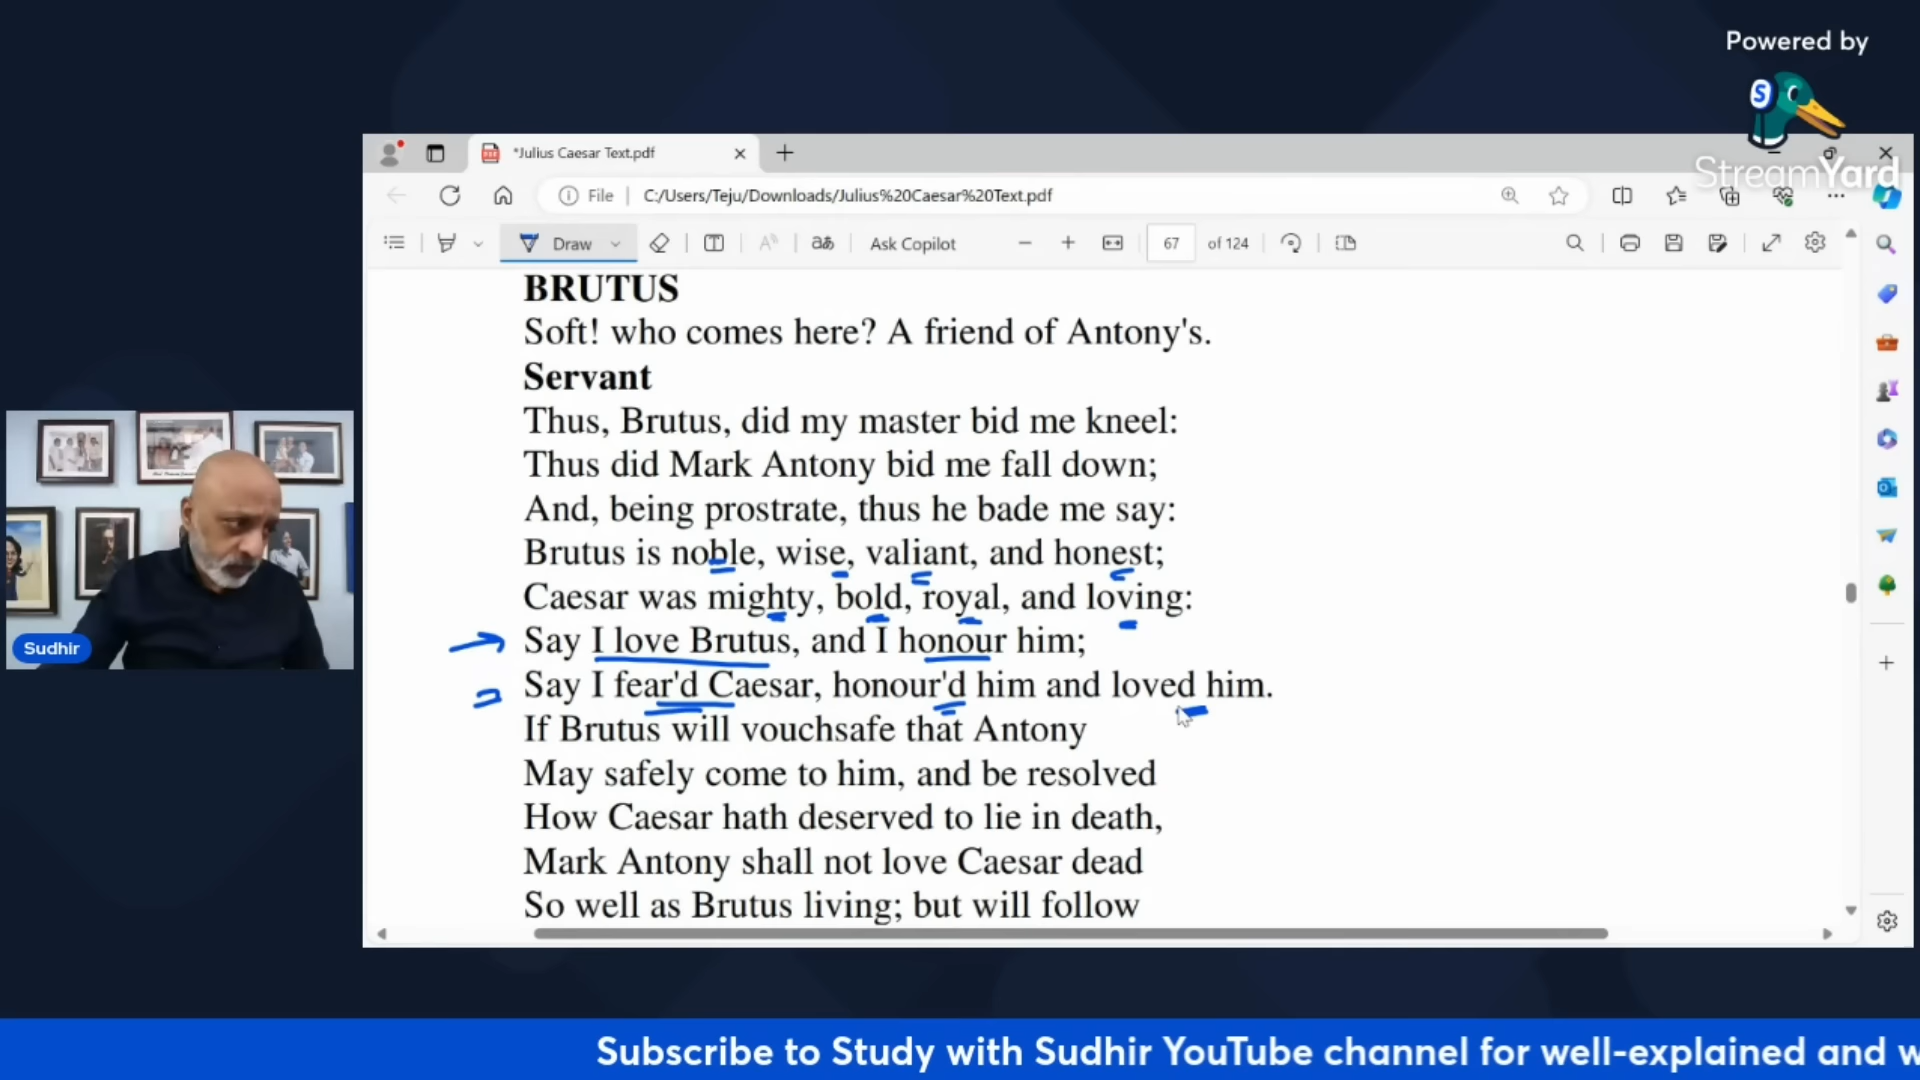 Powered by
S
StreamYard
*Julius Caesar Text.pdf
File
C:/Users/Teju/Downloads/Julius%20Caesar%20Text.pdf
Draw
aあ
Ask Copilot
67
of 124
BRUTUS
Soft! who comes here? A friend of Antony's.
Servant
Thus, Brutus, did my master bid me kneel:
Thus did Mark Antony bid me fall down;
And, being prostrate, thus he bade me say:
Brutus is noble, wise, valiant, and honest;
Caesar was mighty, bold, royal, and loving:
Say I love Brutus, and I honour him;
Say I fear'd Caesar, honour'd him and loved him.
If Brutus will vouchsafe that Antony
May safely come to him, and be resolved
How Caesar hath deserved to lie in death,
Mark Antony shall not love Caesar dead
So well as Brutus living; but will follow
Sudhir
Subscribe to Study with Sudhir YouTube channel for well-explained and w